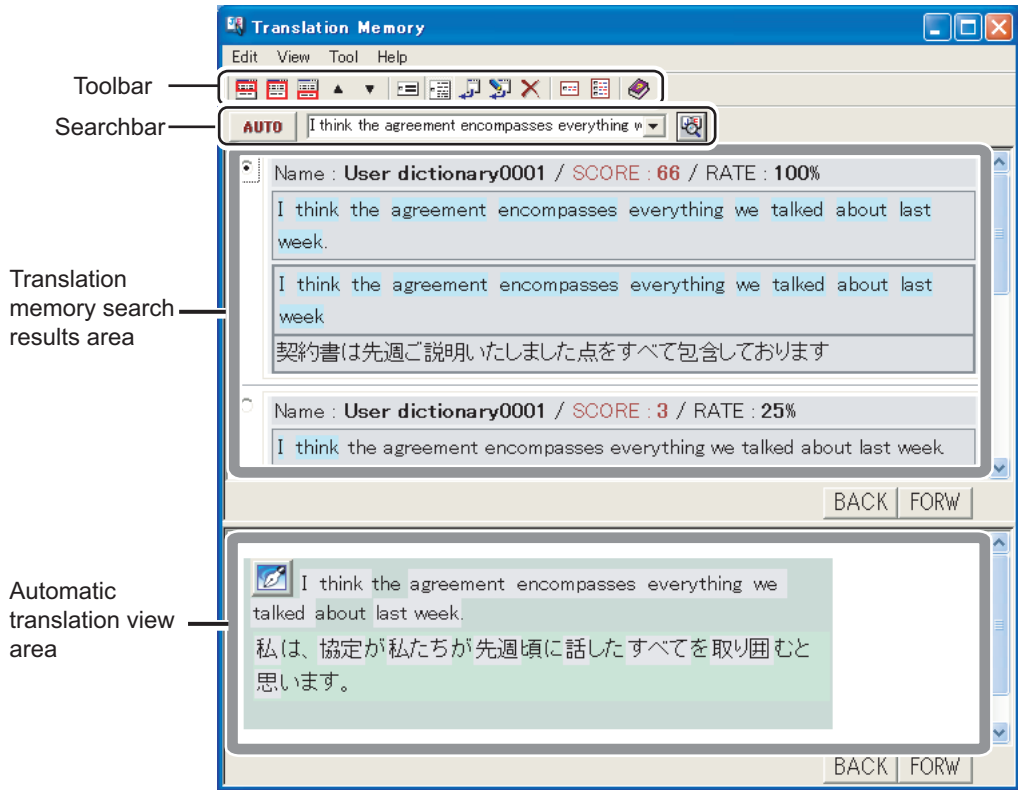 Translation Memory
Edit View Tool Help
Toolbar
Searchbar
AUTO
I think the agreement encompasses everything w
Translation
memory search
results area
Name : User dictionary0001 / SCORE : 66 / RATE : 100%
I think the agreement encompasses everything we talked about last
week.
I think the agreement encompasses everything we talked about last
week
契約書は先週ご説明いたしました点をすべて包含しております
Name : User dictionary0001 / SCORE : 3 / RATE : 25%
I think the agreement encompasses everything we talked about last week.
BACK FORW
Automatic
translation view
area
I think the agreement encompasses everything we
talked about last week.
私は、協定が私たちが先週頃に話したすべてを取り囲むと
思います。
BACK FORW